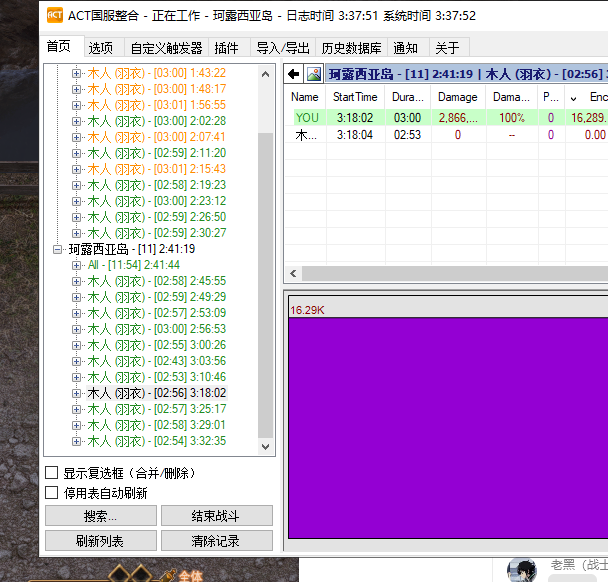 ACT国服整合 - 正在工作 - 珂露西亚岛 - 日志时间 3:37:51 系统时间 3:37:52
首页 选项 自定义触发器 插件 导入/导出 历史数据库 通知 关于
木人 (羽衣) - [03:00] 1:43:22
木人 (羽衣) - [03:00] 1:48:17
木人 (羽衣) - [03:01] 1:56:55
木人 (羽衣) - [03:00] 2:02:28
木人 (羽衣) - [03:00] 2:07:41
木人 (羽衣) - [02:59] 2:11:20
木人 (羽衣) - [03:01] 2:15:43
木人 (羽衣) - [02:58] 2:19:23
木人 (羽衣) - [03:00] 2:23:12
木人 (羽衣) - [02:59] 2:26:50
木人 (羽衣) - [02:59] 2:30:27
珂露西亚岛 - [11] 2:41:19
All - [11:54] 2:41:44
木人 (羽衣) - [02:58] 2:45:55
木人 (羽衣) - [02:59] 2:49:29
木人 (羽衣) - [02:57] 2:53:09
木人 (羽衣) - [03:00] 2:56:53
木人 (羽衣) - [02:55] 3:00:26
木人 (羽衣) - [02:43] 3:03:56
木人 (羽衣) - [02:53] 3:10:46
木人 (羽衣) - [02:56] 3:18:02
木人 (羽衣) - [02:57] 3:25:17
木人 (羽衣) - [02:58] 3:29:01
木人 (羽衣) - [02:54] 3:32:35
显示复选框（合并/删除）
停用表自动刷新
搜索... 结束战斗
刷新列表 清除记录
珂露西亚岛 - [11] 2:41:19 | 木人 (羽衣) - [02:56]
Name StartTime Dura... Damage Dama... P... Enc
YOU 3:18:02 03:00 2,866,... 100% 0 16,289.
木... 3:18:04 02:53 0 -- 0 0.00
16.29K
全体
老黑（战士